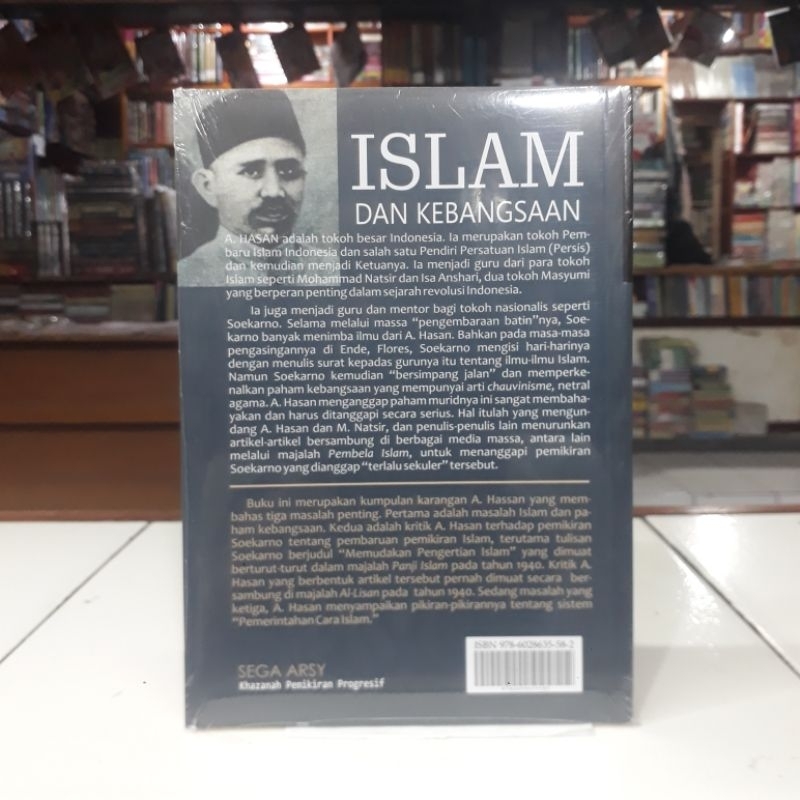 ISLAM
DAN KEBANGSAAN
A. HASAN adalah tokoh besar Indonesia. Ia merupakan tokoh Pem-
baru Islam Indonesia dan salah satu Pendiri Persatuan Islam (Persis)
dan kemudian menjadi Ketuanya. Ia menjadi guru dari para tokoh
Islam seperti Mohammad Natsir dan Isa Anshari, dua tokoh Masyumi
yang berperan penting dalam sejarah revolusi Indonesia.
Ia juga menjadi guru dan mentor bagi tokoh nasionalis seperti
Soekarno. Selama melalui massa “pengembaraan batin”nya, Soe-
karno banyak menimba ilmu dari A. Hasan. Bahkan pada masa-masa
pengasingannya di Ende, Flores, Soekarno mengisi hari-harinya
dengan menulis surat kepada gurunya itu tentang ilmu-ilmu Islam.
Namun Soekarno kemudian “bersimpang jalan” dan memperke-
nalkan paham kebangsaan yang mempunyai arti chauvinisme, netral
agama. A. Hasan menganggap paham muridnya ini sangat membaha-
yakan dan harus ditanggapi secara serius. Hal itulah yang mengun-
dang A. Hasan dan M. Natsir, dan penulis-penulis lain menurunkan
artikel-artikel bersambung di berbagai media massa, antara lain
melalui majalah Pembela Islam, untuk menanggapi pemikiran
Soekarno yang dianggap “terlalu sekuler” tersebut.
Buku ini merupakan kumpulan karangan A. Hassan yang mem-
bahas tiga masalah penting. Pertama adalah masalah Islam dan pa-
ham kebangsaan. Kedua adalah kritik A. Hasan terhadap pemikiran
Soekarno tentang pembaruan pemikiran Islam, terutama tulisan
Soekarno berjudul “Memudakan Pengertian Islam” yang dimuat
berturut-turut dalam majalah Panji Islam pada tahun 1940. Kritik A.
Hasan yang berbentuk artikel tersebut pernah dimuat secara ber-
sambung di majalah Al-Lisan pada tahun 1940. Sedang masalah yang
ketiga, A. Hasan menyampaikan pikiran-pikirannya tentang sistem
“Pemerintahan Cara Islam.”
ISBN 978-6028635-58-2
SEGA ARSY
Khazanah Pemikiran Progresif